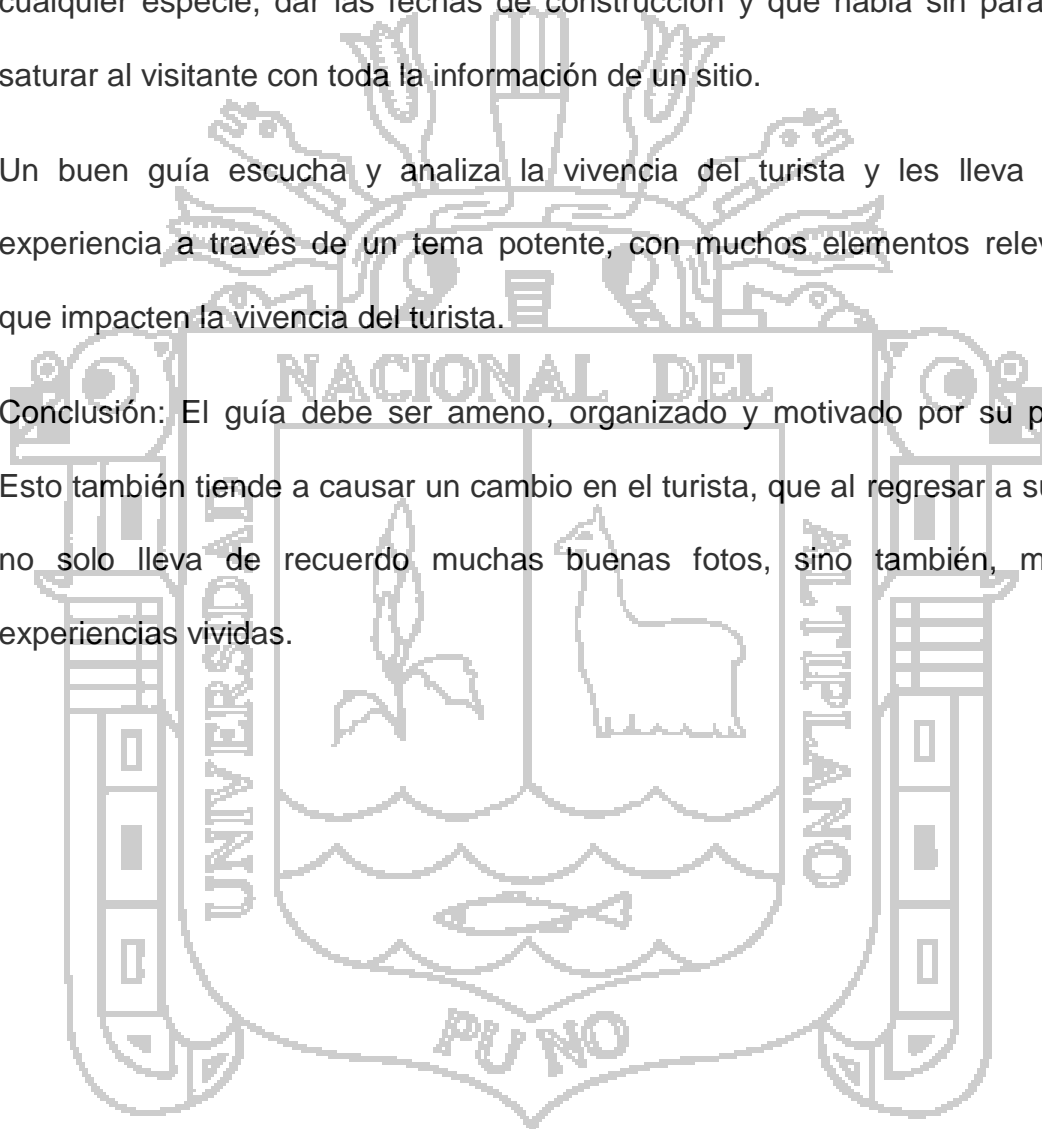 cualquier especie, dar las fechas de construcción y que habla sin para
saturar al visitante con toda la información de un sitio.
Un buen guía escucha y analiza la vivencia del turista y les lleva
experiencia a través de un tema potente, con muchos elementos relev
que impacten la vivencia del turista.
NACIONAL DEL
Conclusión: El guía debe ser ameno, organizado y motivado por su p
Esto también tiende a causar un cambio en el turista, que al regresar a su
no solo lleva de recuerdo muchas buenas fotos, sino también, m
experiencias vividas.
UNIVERSIDAD
ALTIPLANO
PUNO